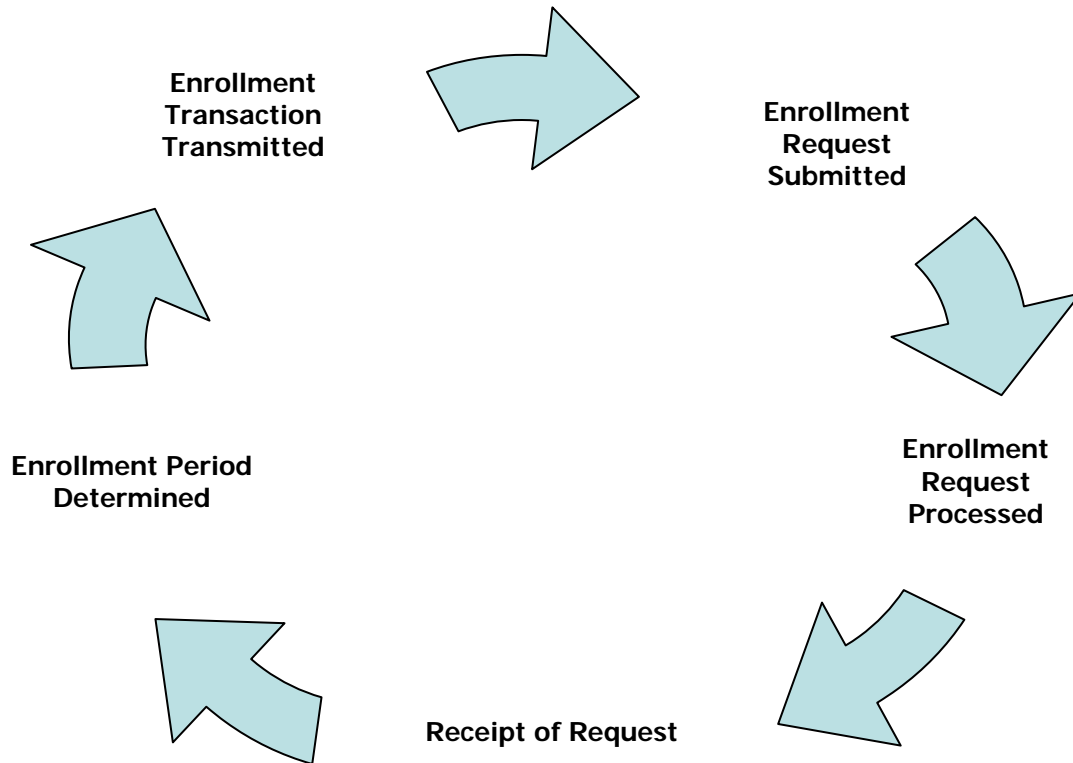 Enrollment
Transaction
Transmitted
Enrollment
Request
Submitted
Enrollment
Request
Processed
Receipt of Request
Enrollment Period
Determined